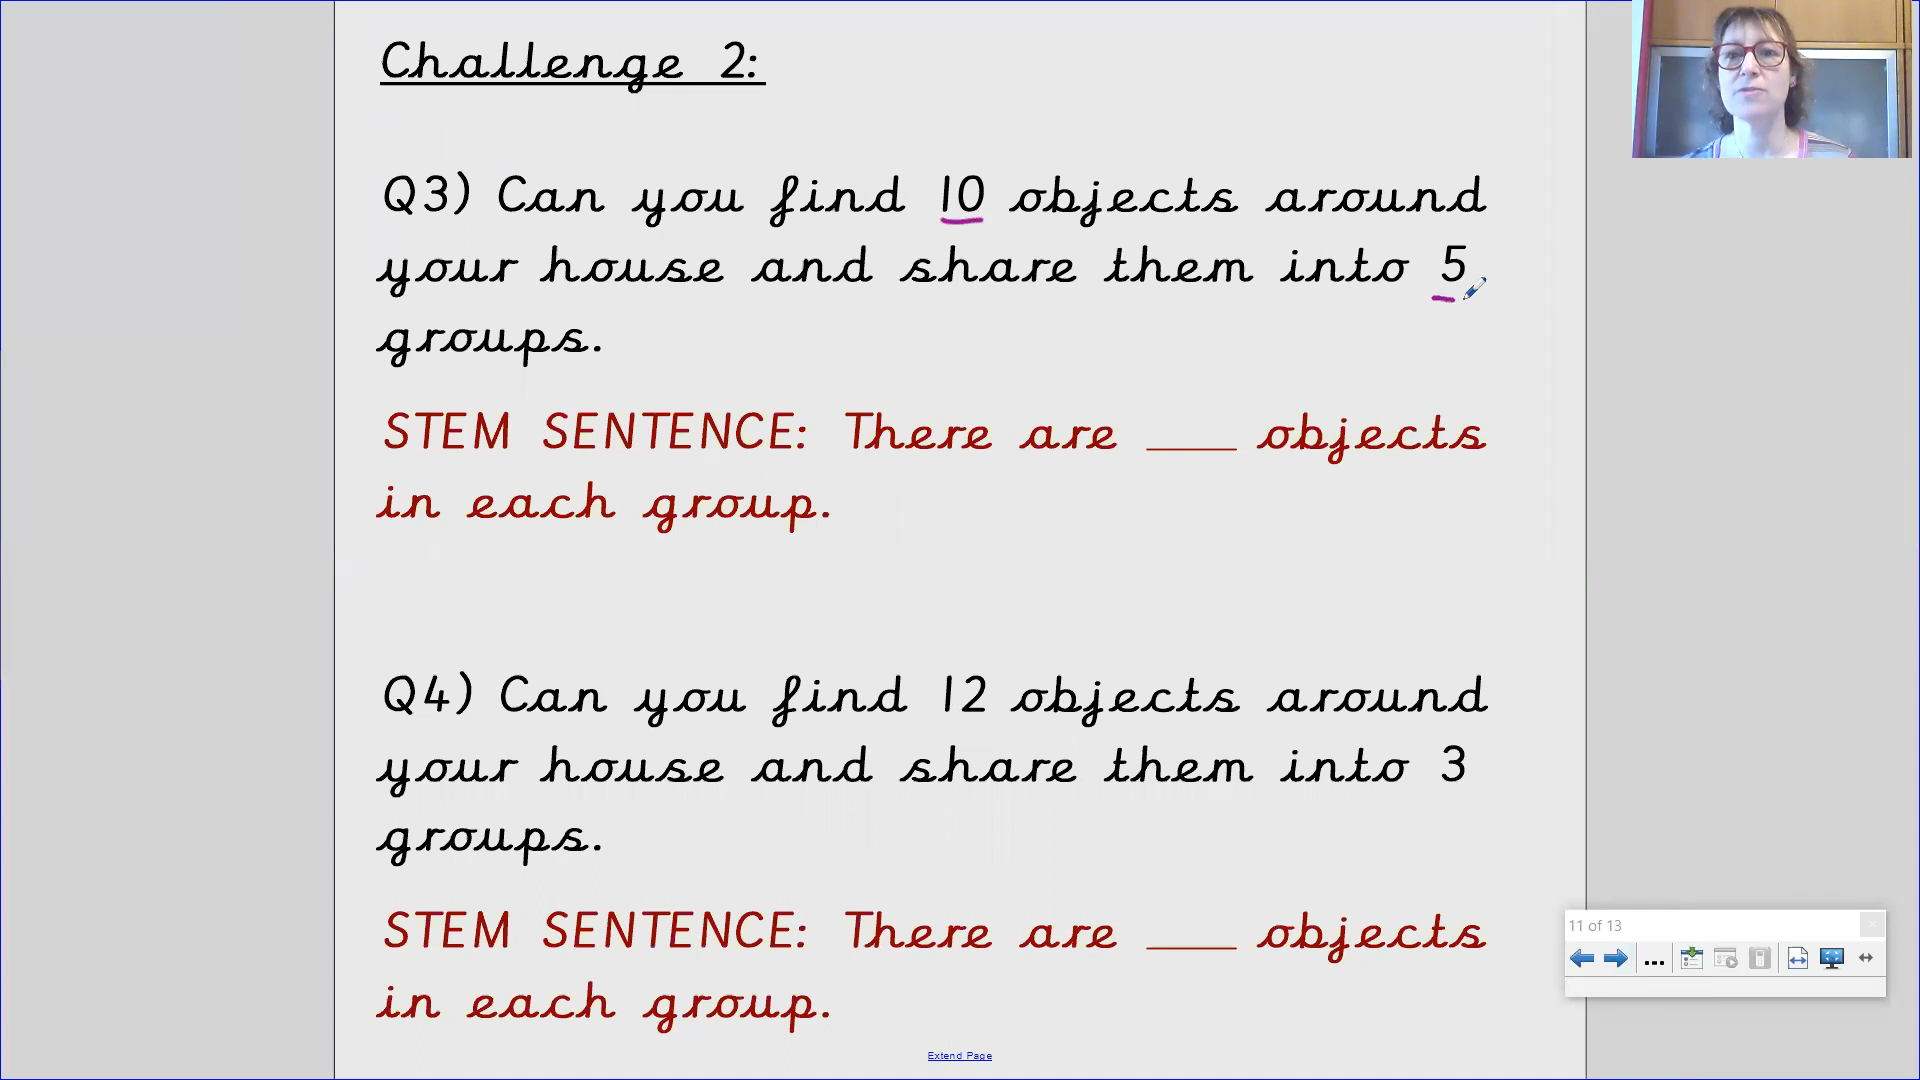 Challenge 2:
Q3) Can you find 10 objects around
your house and share them into 5
groups.
STEM SENTENCE: There are ___ objects
in each group.
Q4) Can you find 12 objects around
your house and share them into 3
groups.
STEM SENTENCE: There are ___ objects
in each group.
11 of 13
Extend Page